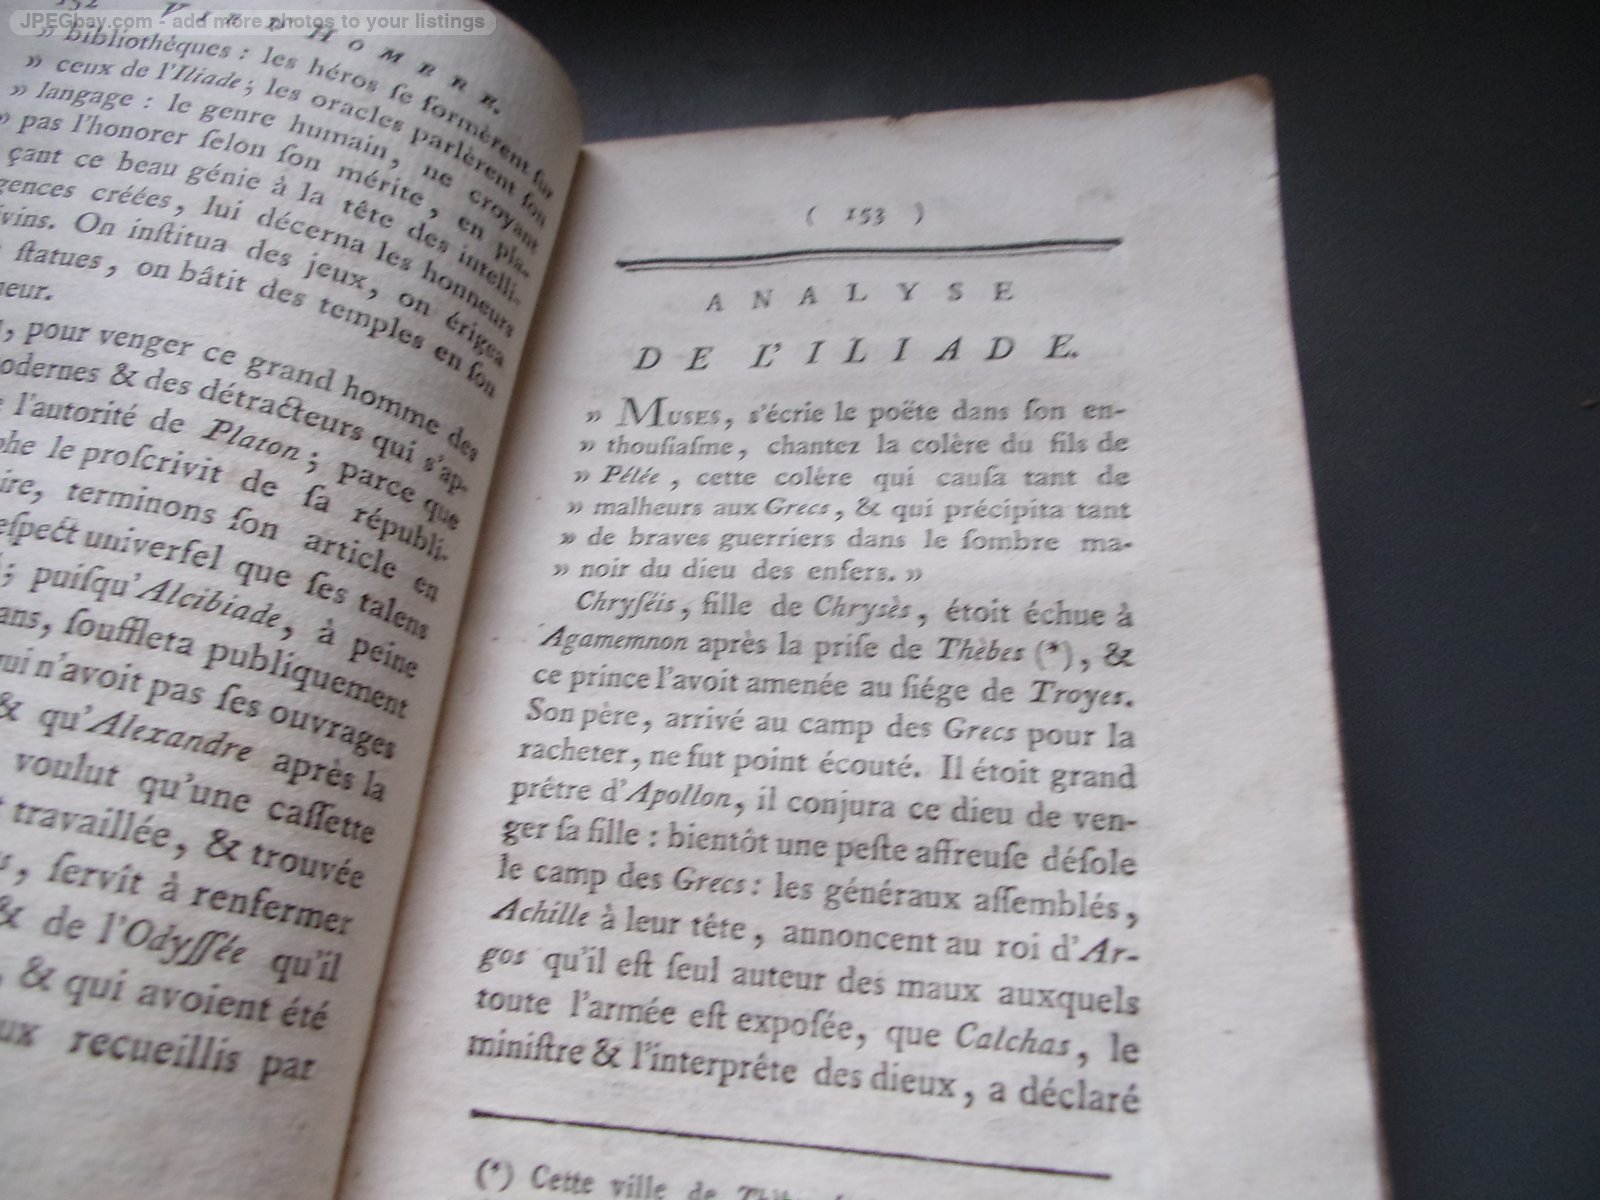 JPEGbay.com - add more photos to your listings
152 VIE D'HOMERE.
» bibliothèques : les héros ſe formèrent ſur
» ceux de l'Iliade ; les oracles parlèrent ſon
» langage : le genre humain, ne croyant
» pas l'honorer ſelon ſon mérite, en pla-
çant ce beau génie à la tête des intelli-
gences créées, lui décerna les honneurs
vins. On inſtitua des jeux, on érigea
ſtatues, on bâtit des temples en ſon
neur.
, pour venger ce grand homme des
odernes & des détracteurs qui s'ap-
l'autorité de Platon ; parce que
phe le proſcrivit de ſa républi-
ire, terminons ſon article en
eſpect univerſel que ſes talens
; puiſqu'Alcibiade, à peine
ans, ſouffleta publiquement
qui n'avoit pas ſes ouvrages
& qu'Alexandre après la
voulut qu'une caſſette
travaillée, & trouvée
s, ſervît à renfermer
& de l'Odyſſée qu'il
, & qui avoient été
ux recueillis par
( 153 )
ANALYSE
DE L'ILIADE.
» MUSES, s'écrie le poëte dans ſon en-
» thouſiaſme, chantez la colère du fils de
» Pélée, cette colère qui cauſa tant de
» malheurs aux Grecs, & qui précipita tant
» de braves guerriers dans le ſombre ma-
» noir du dieu des enfers. »
Chryſéis, fille de Chrysès, étoit échue à
Agamemnon après la priſe de Thèbes (*), &
ce prince l'avoit amenée au ſiége de Troyes.
Son père, arrivé au camp des Grecs pour la
racheter, ne fut point écouté. Il étoit grand
prêtre d'Apollon, il conjura ce dieu de ven-
ger ſa fille : bientôt une peſte affreuſe déſole
le camp des Grecs : les généraux aſſemblés,
Achille à leur tête, annoncent au roi d'Ar-
gos qu'il eſt ſeul auteur des maux auxquels
toute l'armée eſt expoſée, que Calchas, le
miniſtre & l'interprête des dieux, a déclaré
(*) Cette ville de